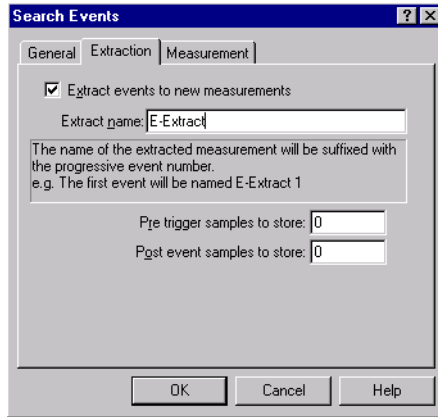 Search Events
General
Extraction
Measurement
Extract events to new measurements
Extract name: E-Extract
The name of the extracted measurement will be suffixed with
the progressive event number.
e.g. The first event will be named E-Extract 1
Pre trigger samples to store: 0
Post event samples to store: 0
OK
Cancel
Help